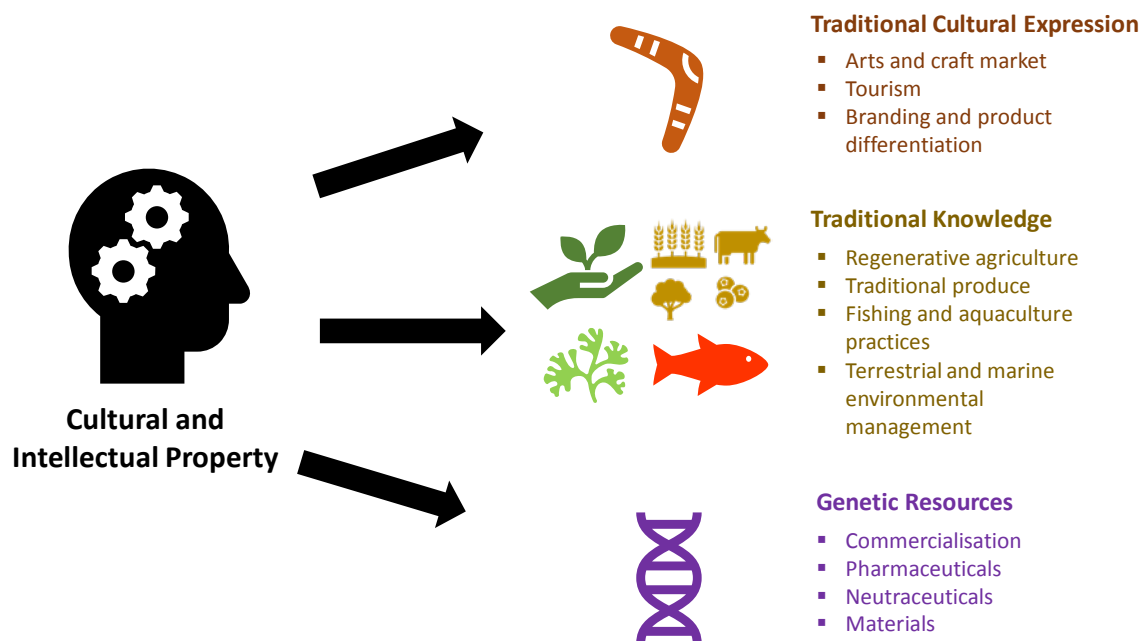 Traditional Cultural Expression
▪ Arts and craft market
▪ Tourism
▪ Branding and product
differentiation
Traditional Knowledge
▪ Regenerative agriculture
▪ Traditional produce
▪ Fishing and aquaculture
practices
▪ Terrestrial and marine
environmental
management
Cultural and
Intellectual Property
Genetic Resources
▪ Commercialisation
▪ Pharmaceuticals
▪ Neutraceuticals
▪ Materials